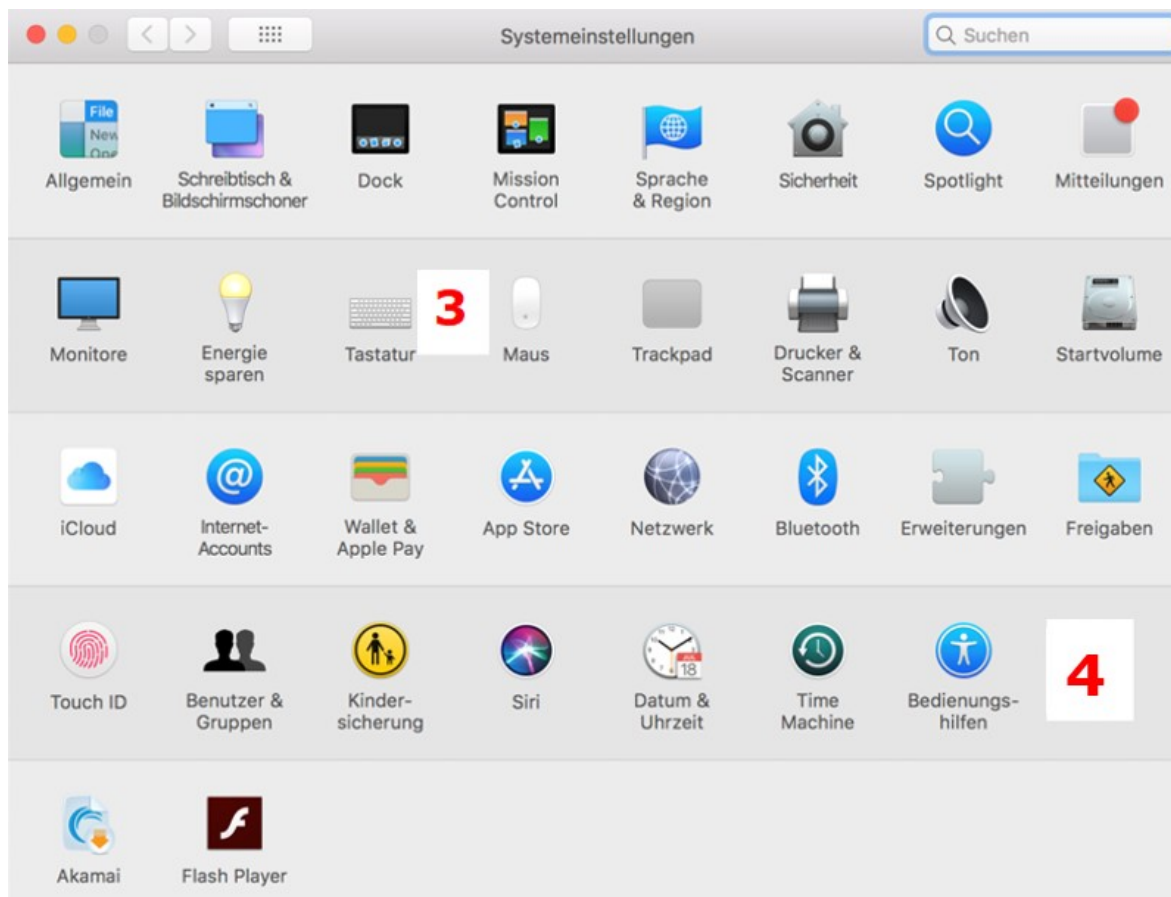 Systemeinstellungen
Suchen
File
New
One
Allgemein
Schreibtisch &
Bildschirmschoner
Dock
Mission
Control
Sprache
& Region
Sicherheit
Spotlight
Mitteilungen
Monitore
Energie
sparen
Tastatur
3
Maus
Trackpad
Drucker &
Scanner
Ton
Startvolume
iCloud
Internet-
Accounts
Wallet &
Apple Pay
App Store
Netzwerk
Bluetooth
Erweiterungen
Freigaben
Touch ID
Benutzer &
Gruppen
Kinder-
sicherung
Siri
JUL
18
Datum &
Uhrzeit
Time
Machine
Bedienungs-
hilfen
4
Akamai
Flash Player